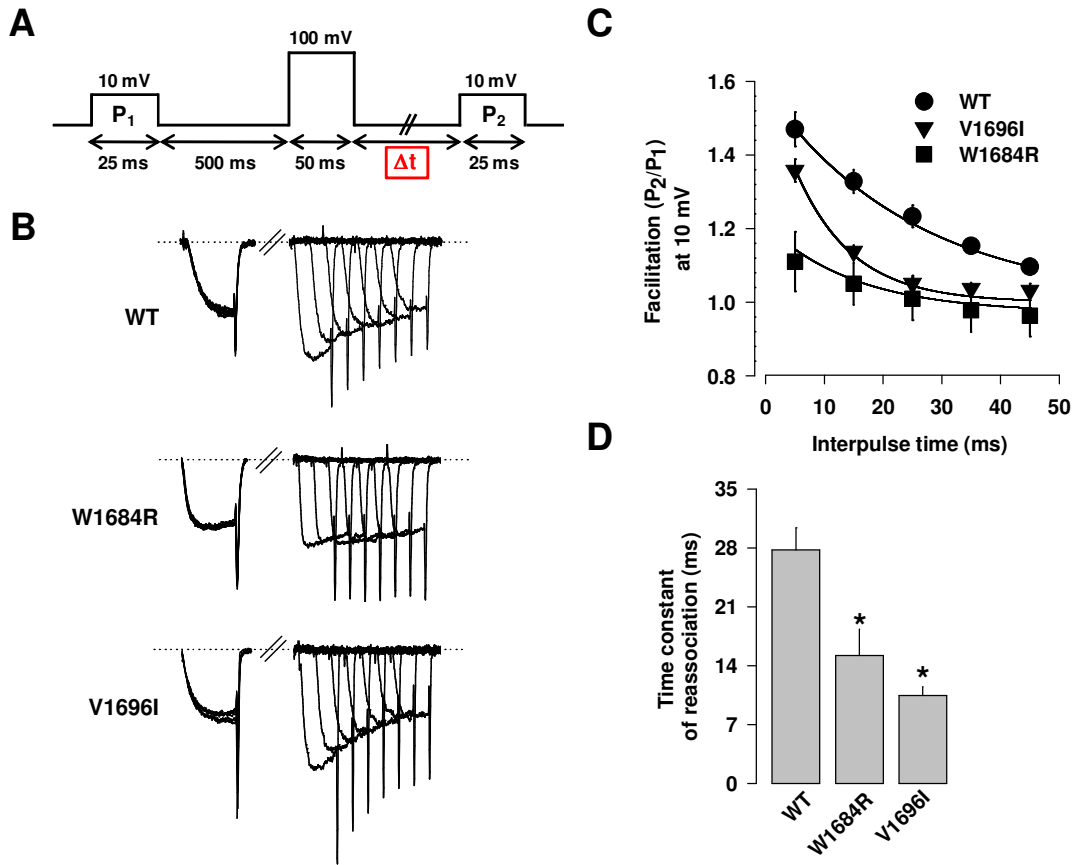 A
100 mV
10 mV
10 mV
P1
P2
25 ms
500 ms
50 ms
Δt
25 ms
B
WT
W1684R
V1696I
C
Facilitation (P2/P1)
at 10 mV
1.6
1.4
1.2
1.0
0.8
WT
V1696I
W1684R
0
10
20
30
40
50
Interpulse time (ms)
D
Time constant
of reassociation (ms)
28
21
14
7
0
*
*
WT
W1684R
V1696I